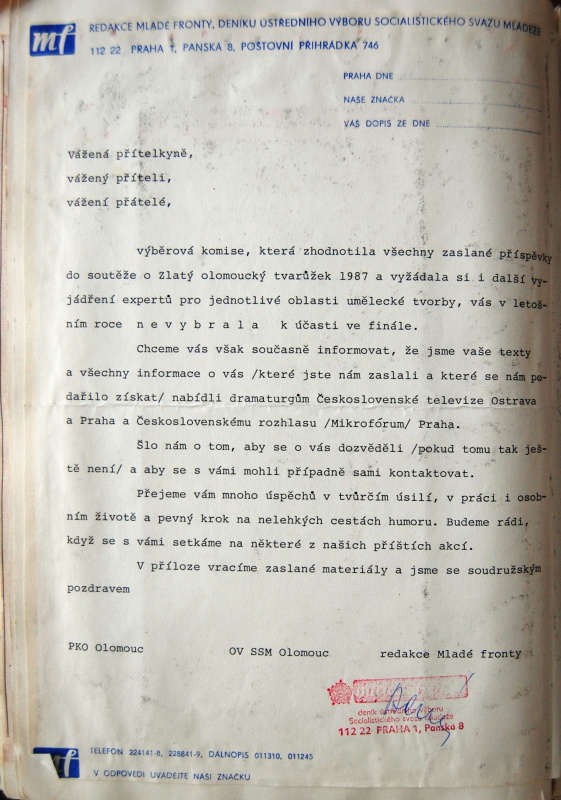 mf
REDAKCE MLADÉ FRONTY, DENÍKU ÚSTŘEDNÍHO VÝBORU SOCIALISTICKÉHO SVAZU MLÁDEŽE
112 22 PRAHA 1, PANSKÁ 8, POŠTOVNÍ PŘIHRÁDKA 746
PRAHA DNE
NAŠE ZNAČKA
VÁŠ DOPIS ZE DNE
Vážená přítelkyně,
vážený příteli,
vážení přátelé,
výběrová komise, která zhodnotila všechny zaslané příspěvky
do soutěže o Zlatý olomoucký tvarůžek 1987 a vyžádala si i další vy-
jádření expertů pro jednotlivé oblasti umělecké tvorby, vás v letoš-
ním roce n e v y b r a l a k účasti ve finále.
Chceme vás však současně informovat, že jsme vaše texty
a všechny informace o vás /které jste nám zaslali a které se nám po-
dařilo získat/ nabídli dramaturgům Československé televize Ostrava
a Praha a Československému rozhlasu /Mikrofórum/ Praha.
Šlo nám o tom, aby se o vás dozvěděli /pokud tomu tak ješ-
tě není/ a aby se s vámi mohli případně sami kontaktovat.
Přejeme vám mnoho úspěchů v tvůrčím úsilí, v práci i osob-
ním životě a pevný krok na nelehkých cestách humoru. Budeme rádi,
když se s vámi setkáme na některé z našich příštích akcí.
V příloze vracíme zaslané materiály a jsme se soudružským
pozdravem
PKO Olomouc OV SSM Olomouc redakce Mladé fronty
deník ústředního výboru
Socialistického svazu mládeže
112 22 PRAHA 1, Panská 8
mf
TELEFON 224141-8, 228841-9, DÁLNOPIS 011310, 011245
V ODPOVĚDI UVÁDĚJTE NAŠI ZNAČKU